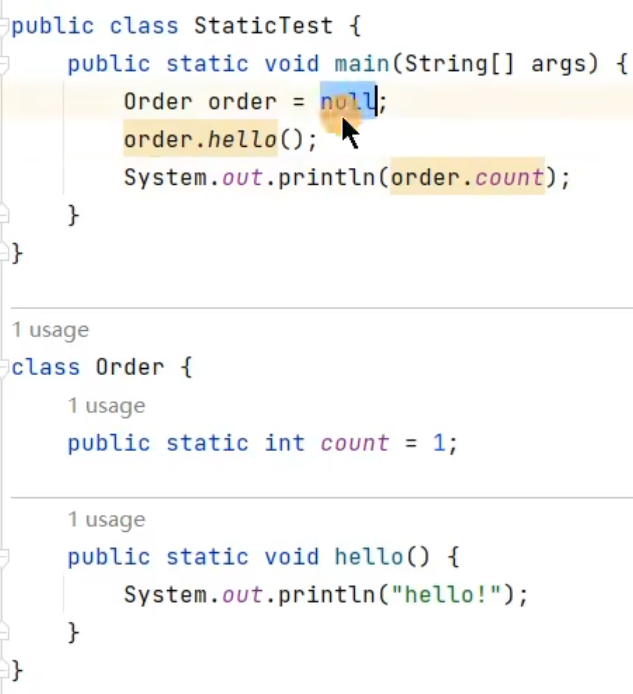 public class StaticTest {
    public static void main(String[] args) {
        Order order = null;
        order.hello();
        System.out.println(order.count);
    }
}
1 usage
class Order {
    1 usage
    public static int count = 1;
    1 usage
    public static void hello() {
        System.out.println("hello!");
    }
}